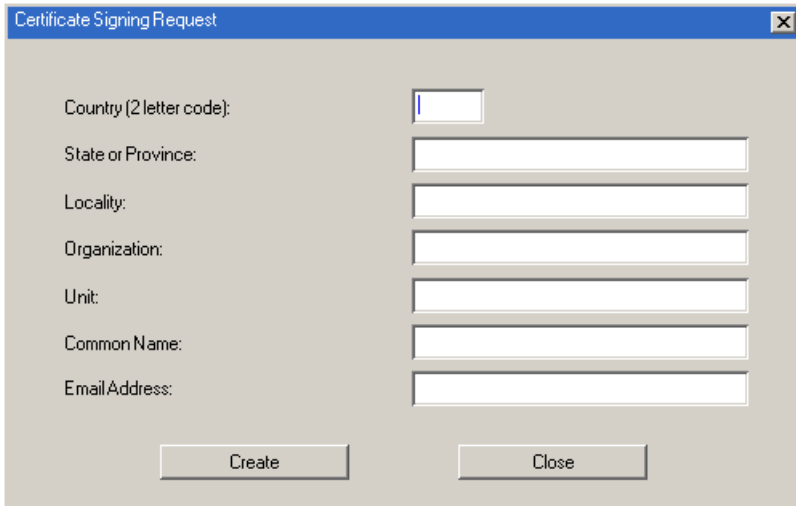 Certificate Signing Request
Country (2 letter code):
State or Province:
Locality:
Organization:
Unit:
Common Name:
Email Address:
Create Close